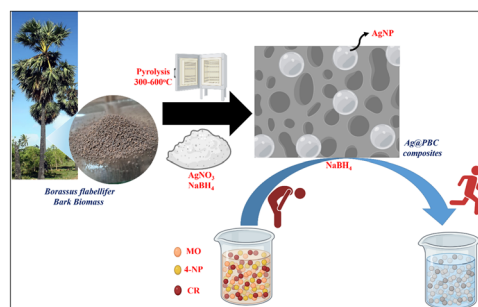 AgNP
Pyrolysis
300-600°C
AgNO3
NaBH4
Borassus flabellifer
Bark Biomass
Ag@PBC
composites
NaBH4
MO
4-NP
CR